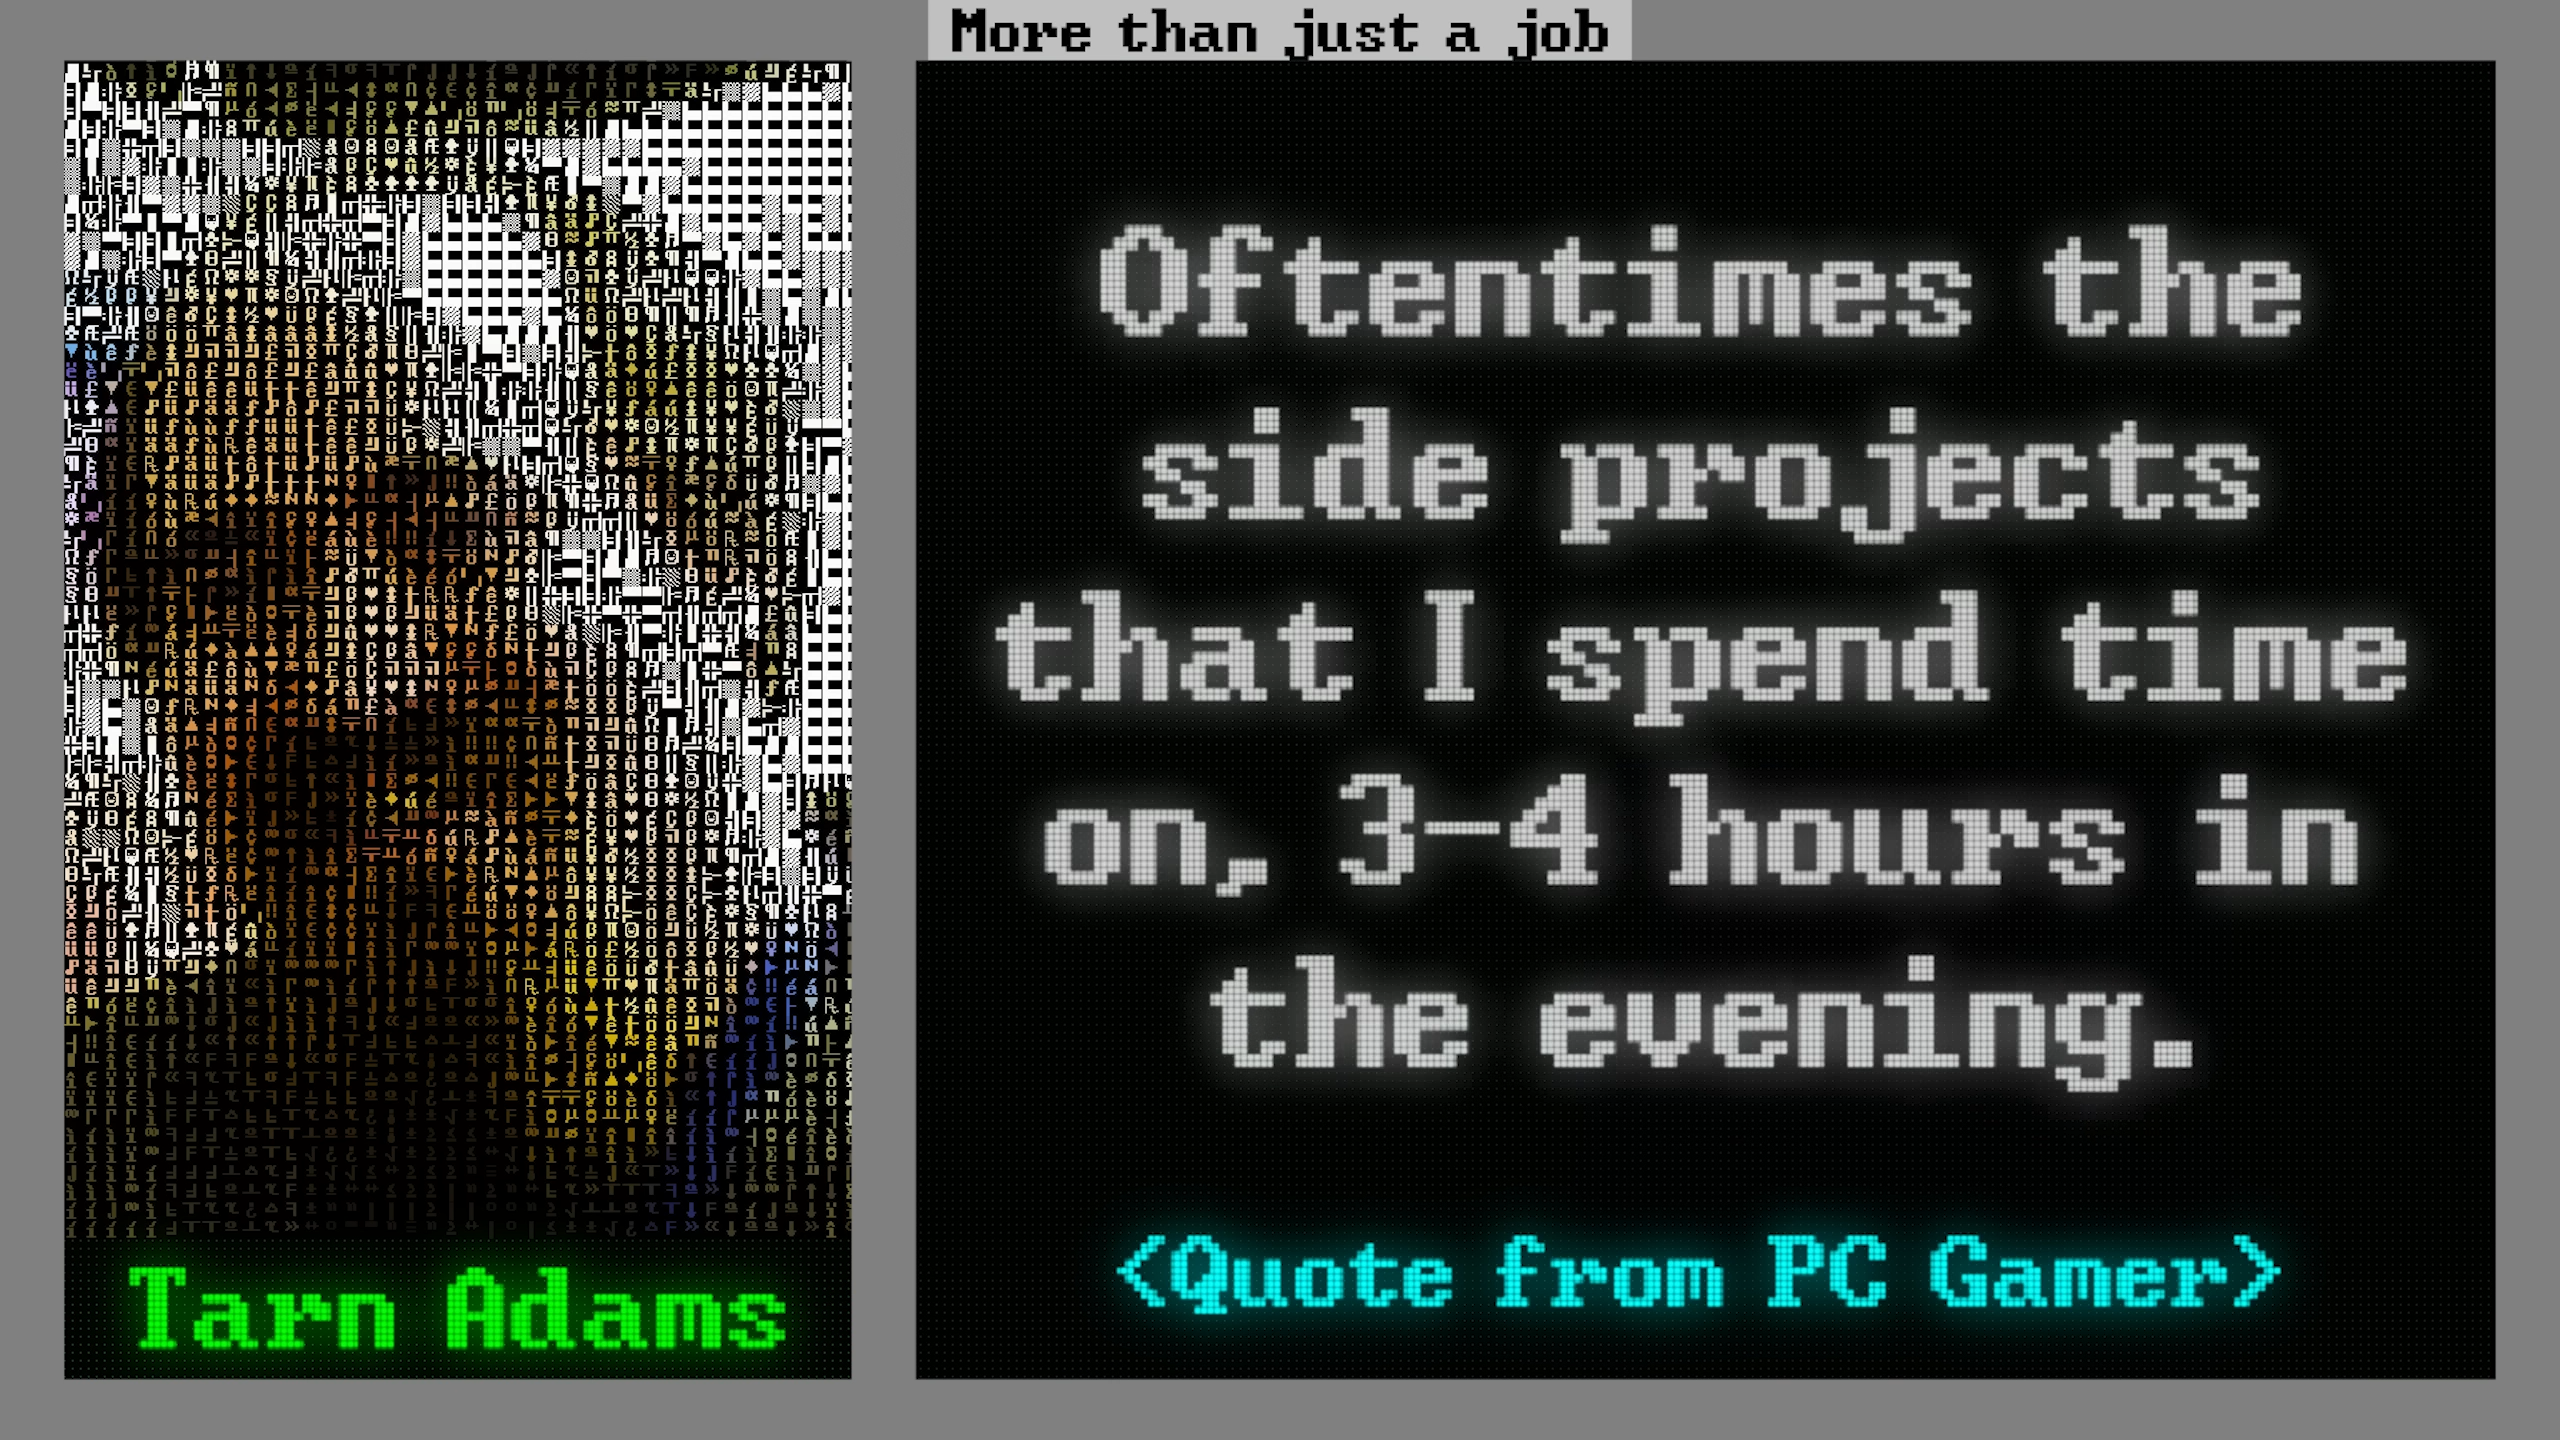 More than just a job
Oftentimes the
side projects
that I spend time
on, 3-4 hours in
the evening.
<Quote from PC Gamer>
Tarn Adams